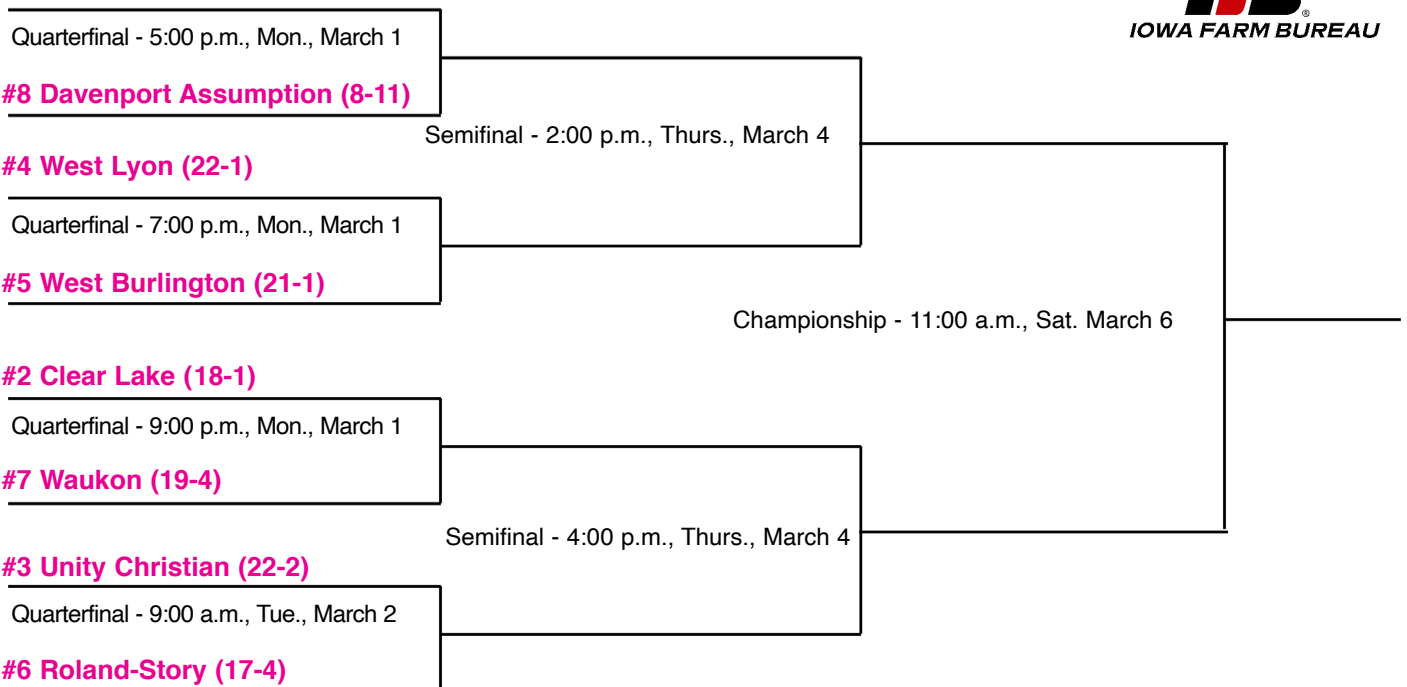 IOWA FARM BUREAU
®
Quarterfinal - 5:00 p.m., Mon., March 1
#8 Davenport Assumption (8-11)
Semifinal - 2:00 p.m., Thurs., March 4
#4 West Lyon (22-1)
Quarterfinal - 7:00 p.m., Mon., March 1
#5 West Burlington (21-1)
Championship - 11:00 a.m., Sat. March 6
#2 Clear Lake (18-1)
Quarterfinal - 9:00 p.m., Mon., March 1
#7 Waukon (19-4)
Semifinal - 4:00 p.m., Thurs., March 4
#3 Unity Christian (22-2)
Quarterfinal - 9:00 a.m., Tue., March 2
#6 Roland-Story (17-4)